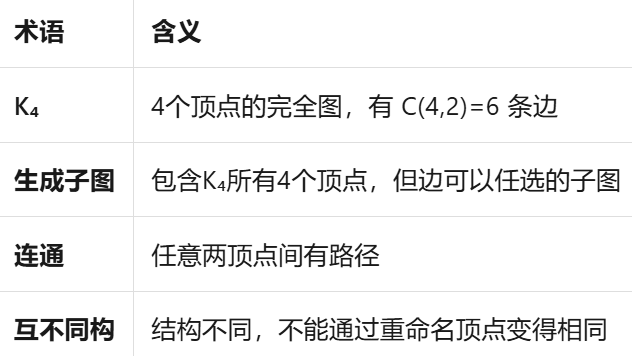 术语 含义
K₄ 4个顶点的完全图，有 C(4,2)=6 条边
生成子图 包含K₄所有4个顶点，但边可以任选的子图
连通 任意两顶点间有路径
互不同构 结构不同，不能通过重命名顶点变得相同